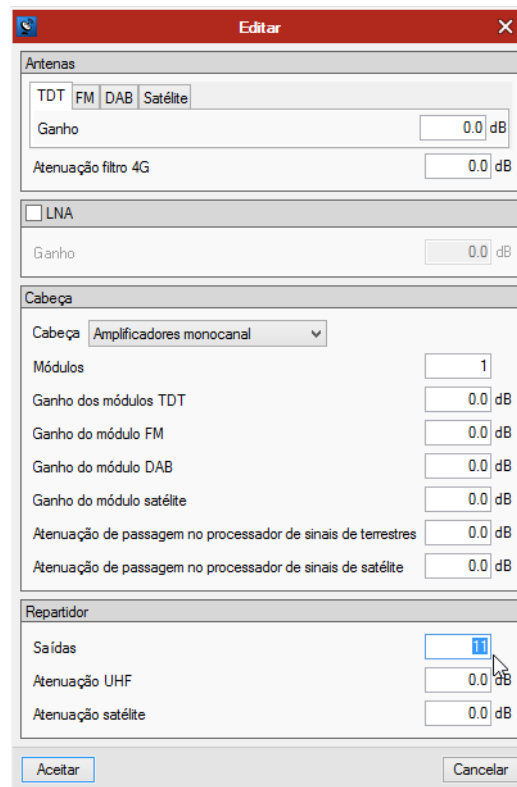 Editar
Antenas
TDT FM DAB Satélite
Ganho 0.0 dB
Atenuação filtro 4G 0.0 dB
LNA
Ganho 0.0 dB
Cabeça
Cabeça Amplificadores monocanal
Módulos 1
Ganho dos módulos TDT 0.0 dB
Ganho do módulo FM 0.0 dB
Ganho do módulo DAB 0.0 dB
Ganho do módulo satélite 0.0 dB
Atenuação de passagem no processador de sinais de terrestres 0.0 dB
Atenuação de passagem no processador de sinais de satélite 0.0 dB
Repartidor
Saídas 11
Atenuação UHF 0.0 dB
Atenuação satélite 0.0 dB
Aceitar Cancelar